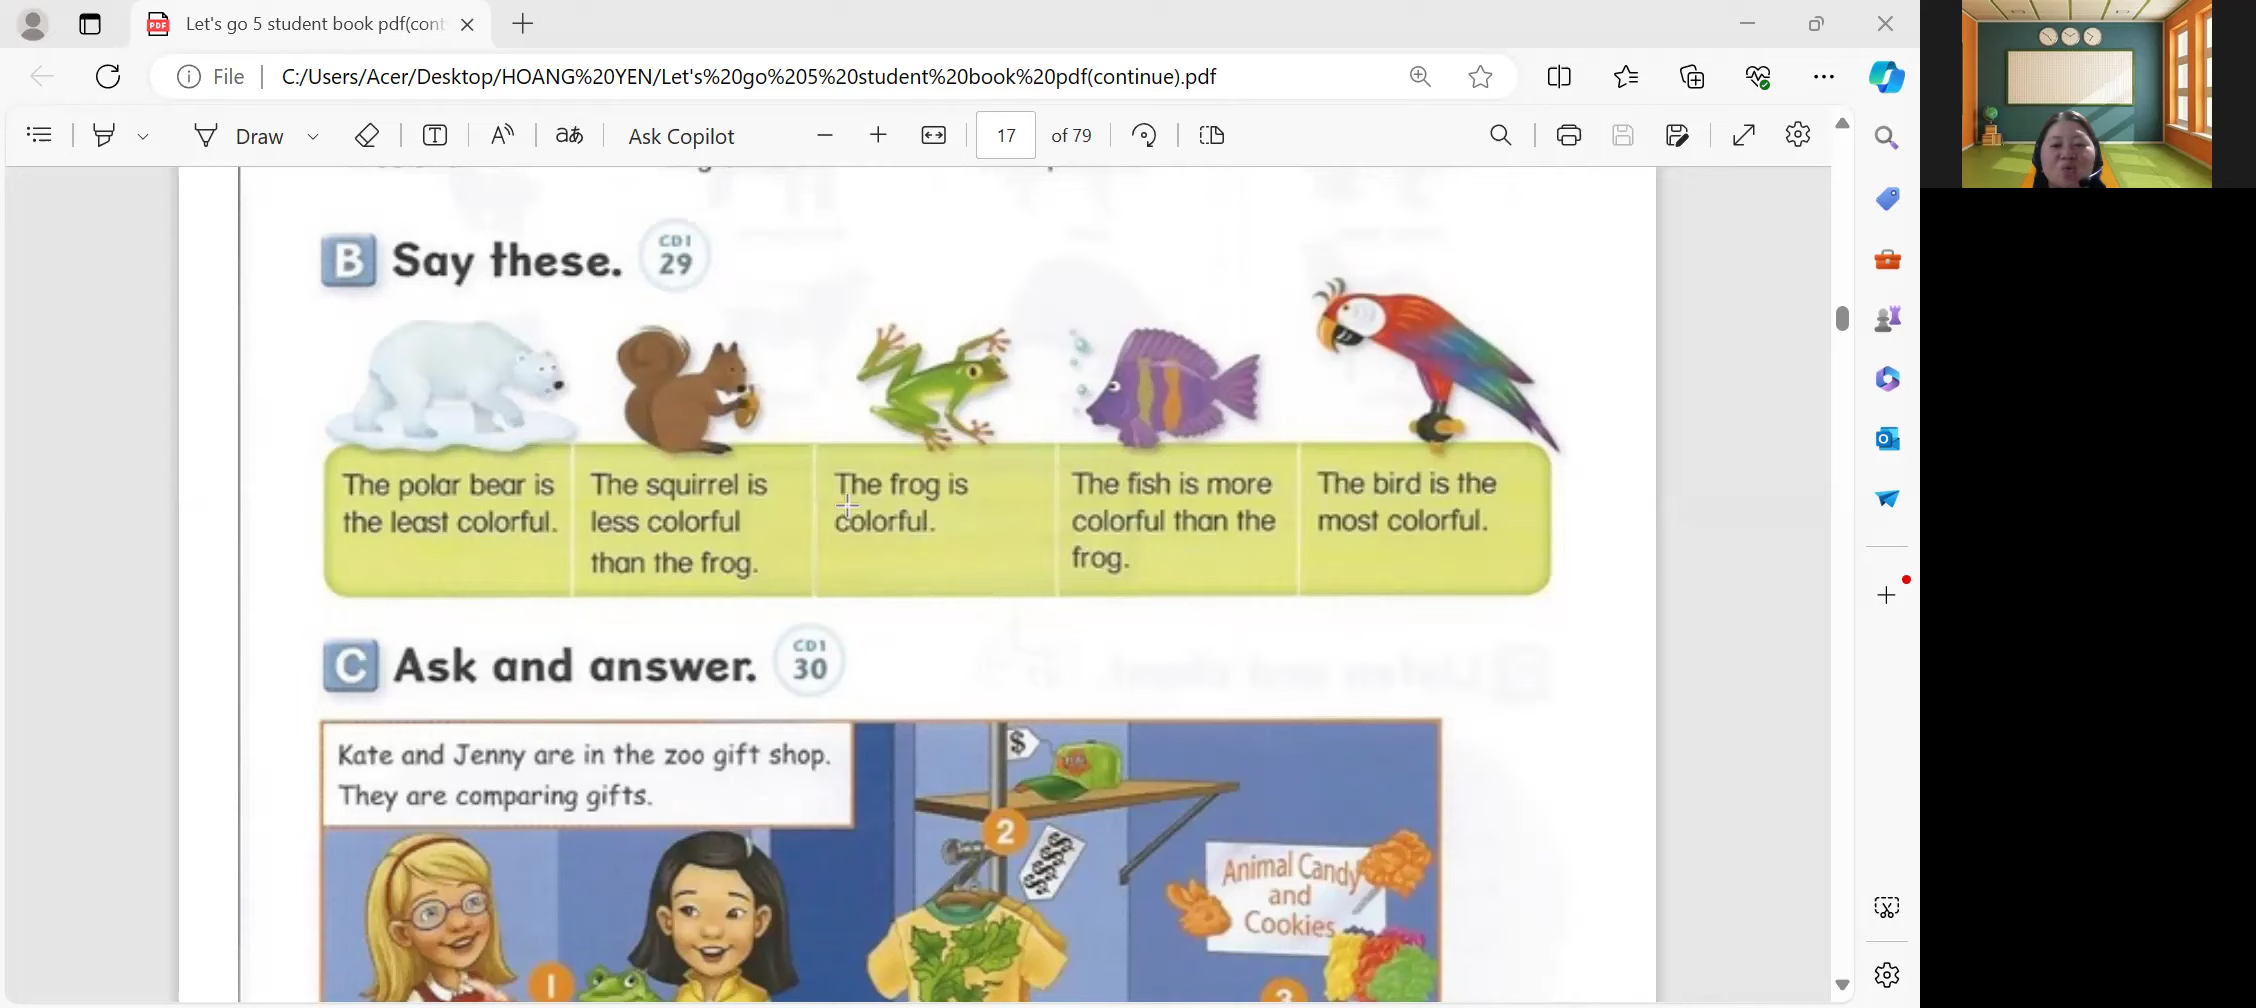 Let's go 5 student book pdf(cont
File
C:/Users/Acer/Desktop/HOANG%20YEN/Let's%20go%205%20student%20book%20pdf(continue).pdf
Draw
Ask Copilot
17 of 79
B Say these. CD1 29
The polar bear is
the least colorful.
The squirrel is
less colorful
than the frog.
The frog is
colorful.
The fish is more
colorful than the
frog.
The bird is the
most colorful.
C Ask and answer. CD1 30
Kate and Jenny are in the zoo gift shop.
They are comparing gifts.
$
2
$$$$
Animal Candy
and
Cookies
1
3